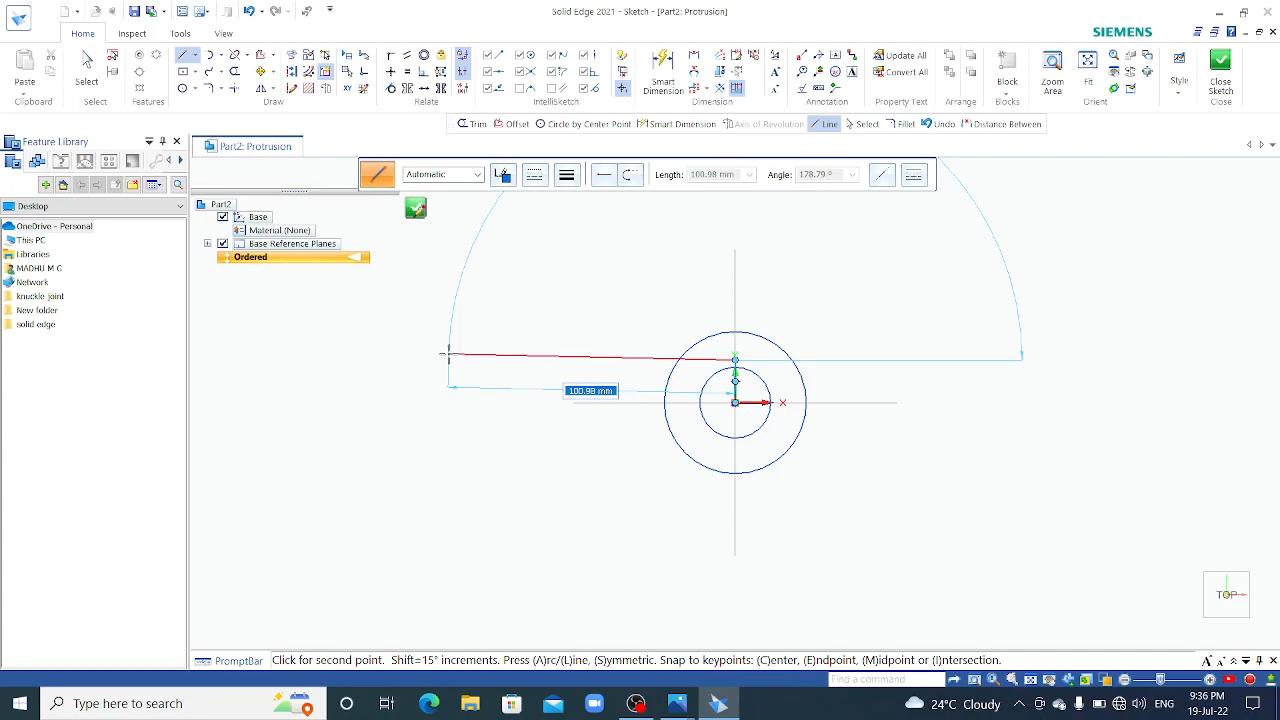 Solid Edge 2021 - Sketch - [Part2: Protrusion]
Home Inspect Tools View
SIEMENS
Paste
Select
Smart Dimension
Update All
Convert All
Block
Zoom Area
Fit
Style
Close Sketch
Clipboard Select Features Draw Relate IntelliSketch Dimension Annotation Property Text Arrange Blocks Orient Style Close
Trim Offset Circle by Center Point Smart Dimension Axis of Revolution Line Select Fillet Undo Distance Between
Feature Library
Part2: Protrusion
Automatic
Length: 100.98 mm
Angle: 178.79 °
Desktop
OneDrive - Personal
This PC
Libraries
MADHU M G
Network
knuckle joint
New folder
solid edge
Part2
Base
Material (None)
Base Reference Planes
Ordered
100.98 mm
Y
X
TOP
PromptBar
Click for second point. Shift=15° increments. Press (A)rc/(L)ine, (S)ymmetric. Snap to keypoints: (C)enter, (E)ndpoint, (M)idpoint or (I)ntersection.
Find a command
Type here to search
24°C Cloudy
ENG
9:36 PM
19-Jul-22